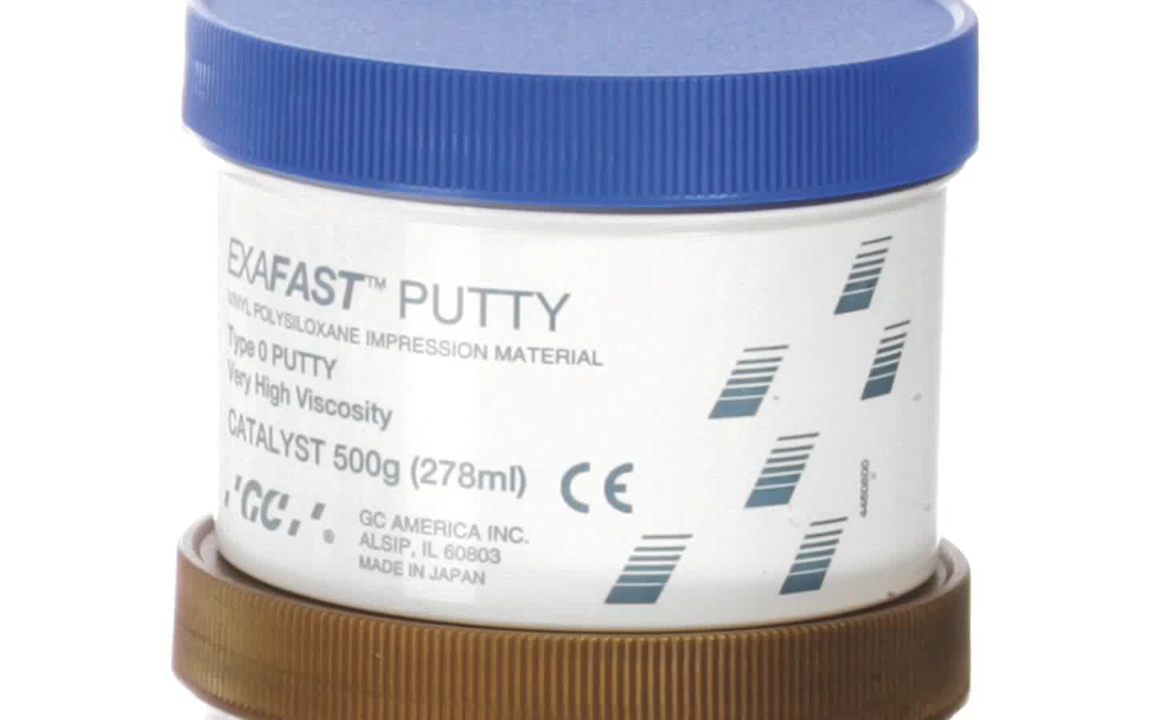 EXAFAST™ PUTTY
VINYL POLYSILOXANE IMPRESSION MATERIAL
Type 0 PUTTY
Very High Viscosity
CATALYST 500g (278ml)
CE
GC®
GC AMERICA INC.
ALSIP, IL 60803
MADE IN JAPAN